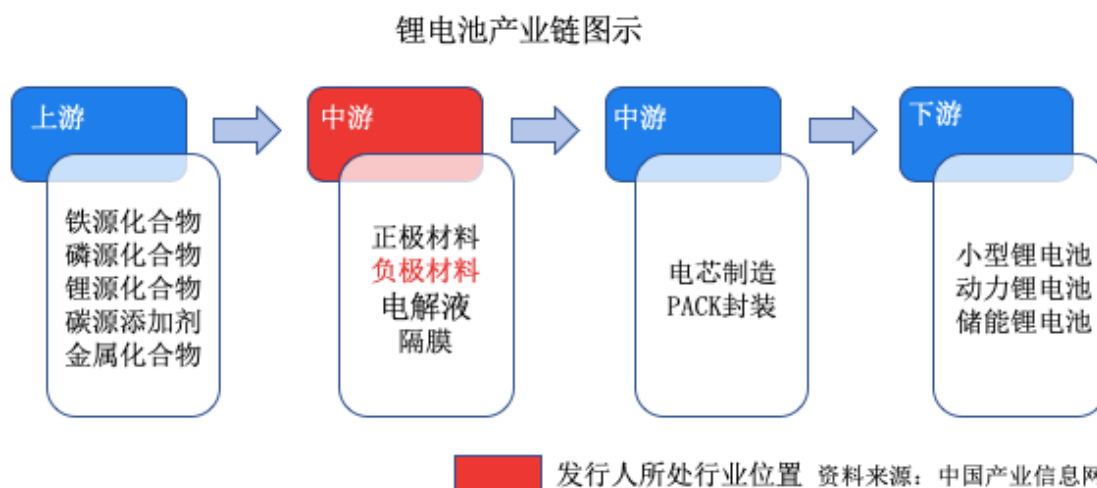 锂电池产业链图示
上游
铁源化合物
磷源化合物
锂源化合物
碳源添加剂
金属化合物
中游
正极材料
负极材料
电解液
隔膜
中游
电芯制造
PACK封装
下游
小型锂电池
动力锂电池
储能锂电池
发行人所处行业位置 资料来源：中国产业信息网